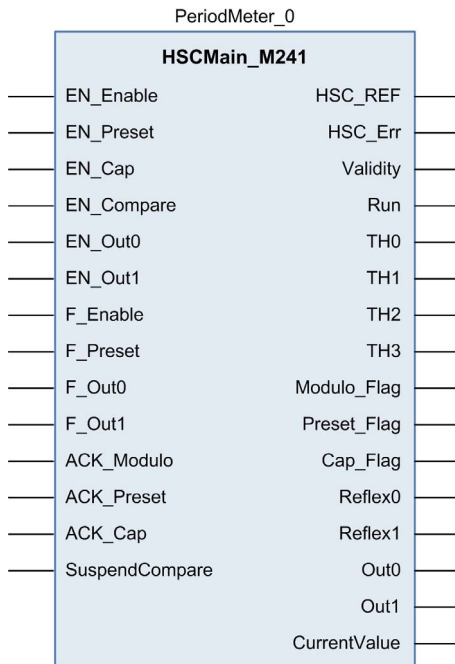 PeriodMeter_0
HSCMain_M241
EN_Enable HSC_REF
EN_Preset HSC_Err
EN_Cap Validity
EN_Compare Run
EN_Out0 TH0
EN_Out1 TH1
F_Enable TH2
F_Preset TH3
F_Out0 Modulo_Flag
F_Out1 Preset_Flag
ACK_Modulo Cap_Flag
ACK_Preset Reflex0
ACK_Cap Reflex1
SuspendCompare Out0
Out1
CurrentValue